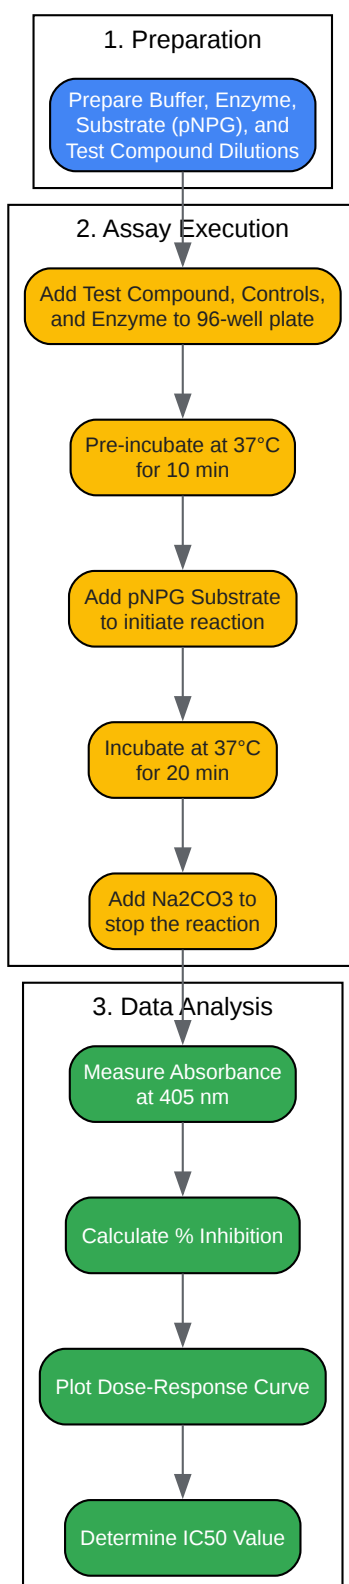 1. Preparation
Prepare Buffer, Enzyme,
Substrate (pNPG), and
Test Compound Dilutions
2. Assay Execution
Add Test Compound, Controls,
and Enzyme to 96-well plate
Pre-incubate at 37°C
for 10 min
Add pNPG Substrate
to initiate reaction
Incubate at 37°C
for 20 min
Add Na2CO3 to
stop the reaction
3. Data Analysis
Measure Absorbance
at 405 nm
Calculate % Inhibition
Plot Dose-Response Curve
Determine IC50 Value